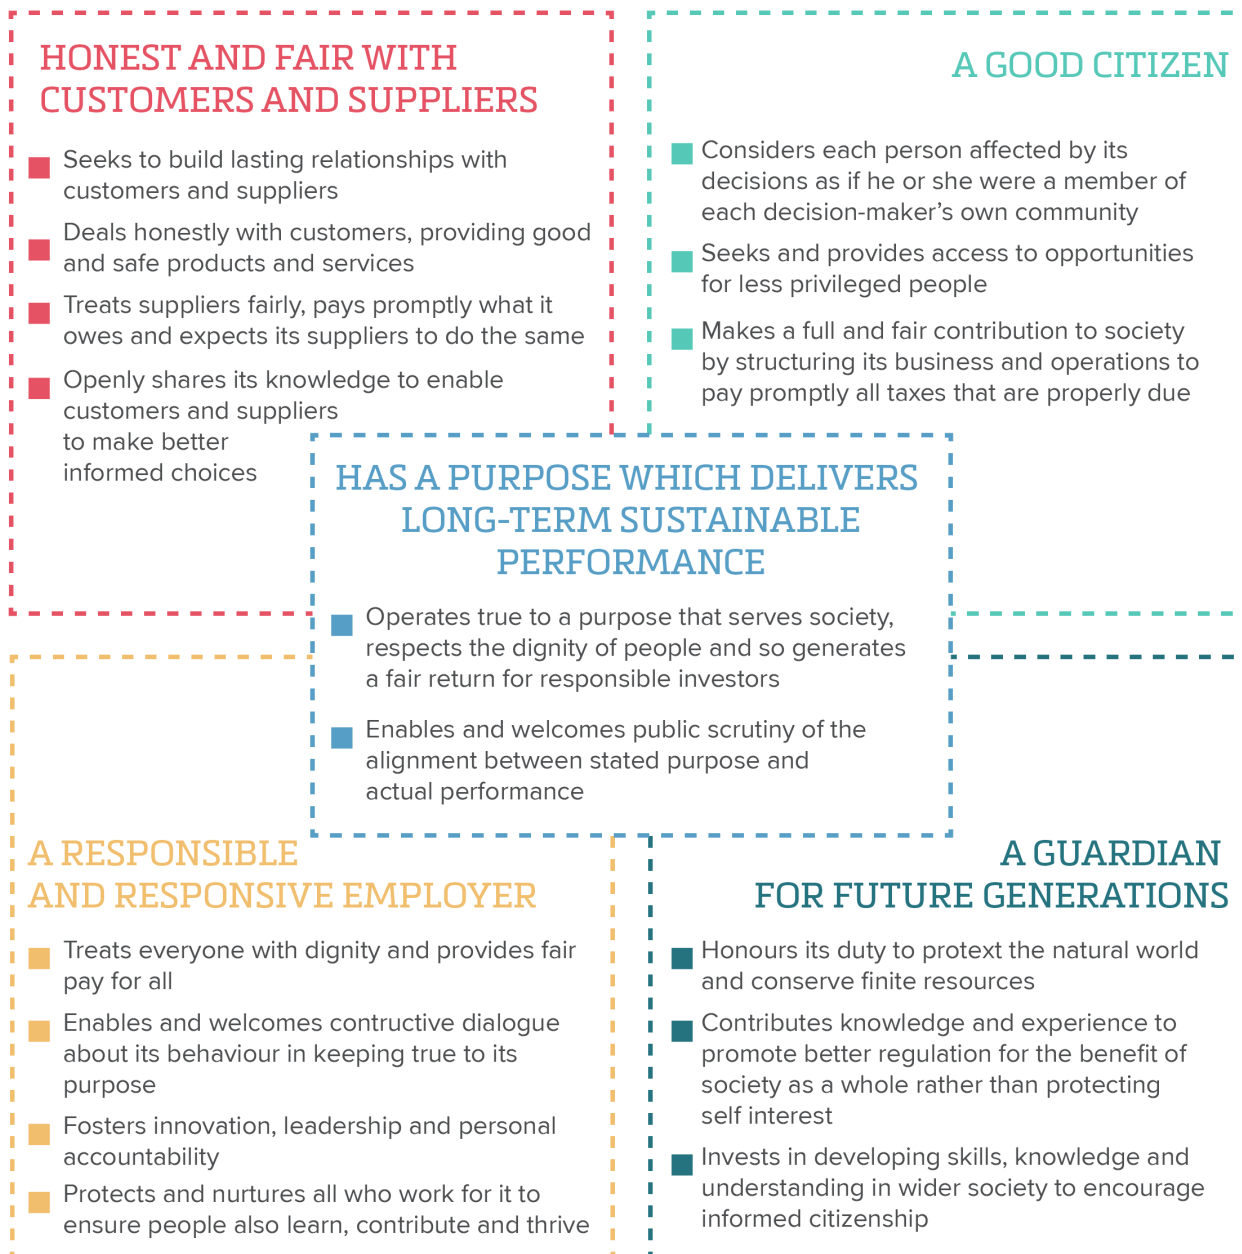 HONEST AND FAIR WITH
CUSTOMERS AND SUPPLIERS
Seeks to build lasting relationships with
customers and suppliers
Deals honestly with customers, providing good
and safe products and services
Treats suppliers fairly, pays promptly what it
owes and expects its suppliers to do the same
Openly shares its knowledge to enable
customers and suppliers
to make better
informed choices
A GOOD CITIZEN
Considers each person affected by its
decisions as if he or she were a member of
each decision-maker’s own community
Seeks and provides access to opportunities
for less privileged people
Makes a full and fair contribution to society
by structuring its business and operations to
pay promptly all taxes that are properly due
HAS A PURPOSE WHICH DELIVERS
LONG-TERM SUSTAINABLE
PERFORMANCE
Operates true to a purpose that serves society,
respects the dignity of people and so generates
a fair return for responsible investors
Enables and welcomes public scrutiny of the
alignment between stated purpose and
actual performance
A RESPONSIBLE
AND RESPONSIVE EMPLOYER
Treats everyone with dignity and provides fair
pay for all
Enables and welcomes contructive dialogue
about its behaviour in keeping true to its
purpose
Fosters innovation, leadership and personal
accountability
Protects and nurtures all who work for it to
ensure people also learn, contribute and thrive
A GUARDIAN
FOR FUTURE GENERATIONS
Honours its duty to protext the natural world
and conserve finite resources
Contributes knowledge and experience to
promote better regulation for the benefit of
society as a whole rather than protecting
self interest
Invests in developing skills, knowledge and
understanding in wider society to encourage
informed citizenship